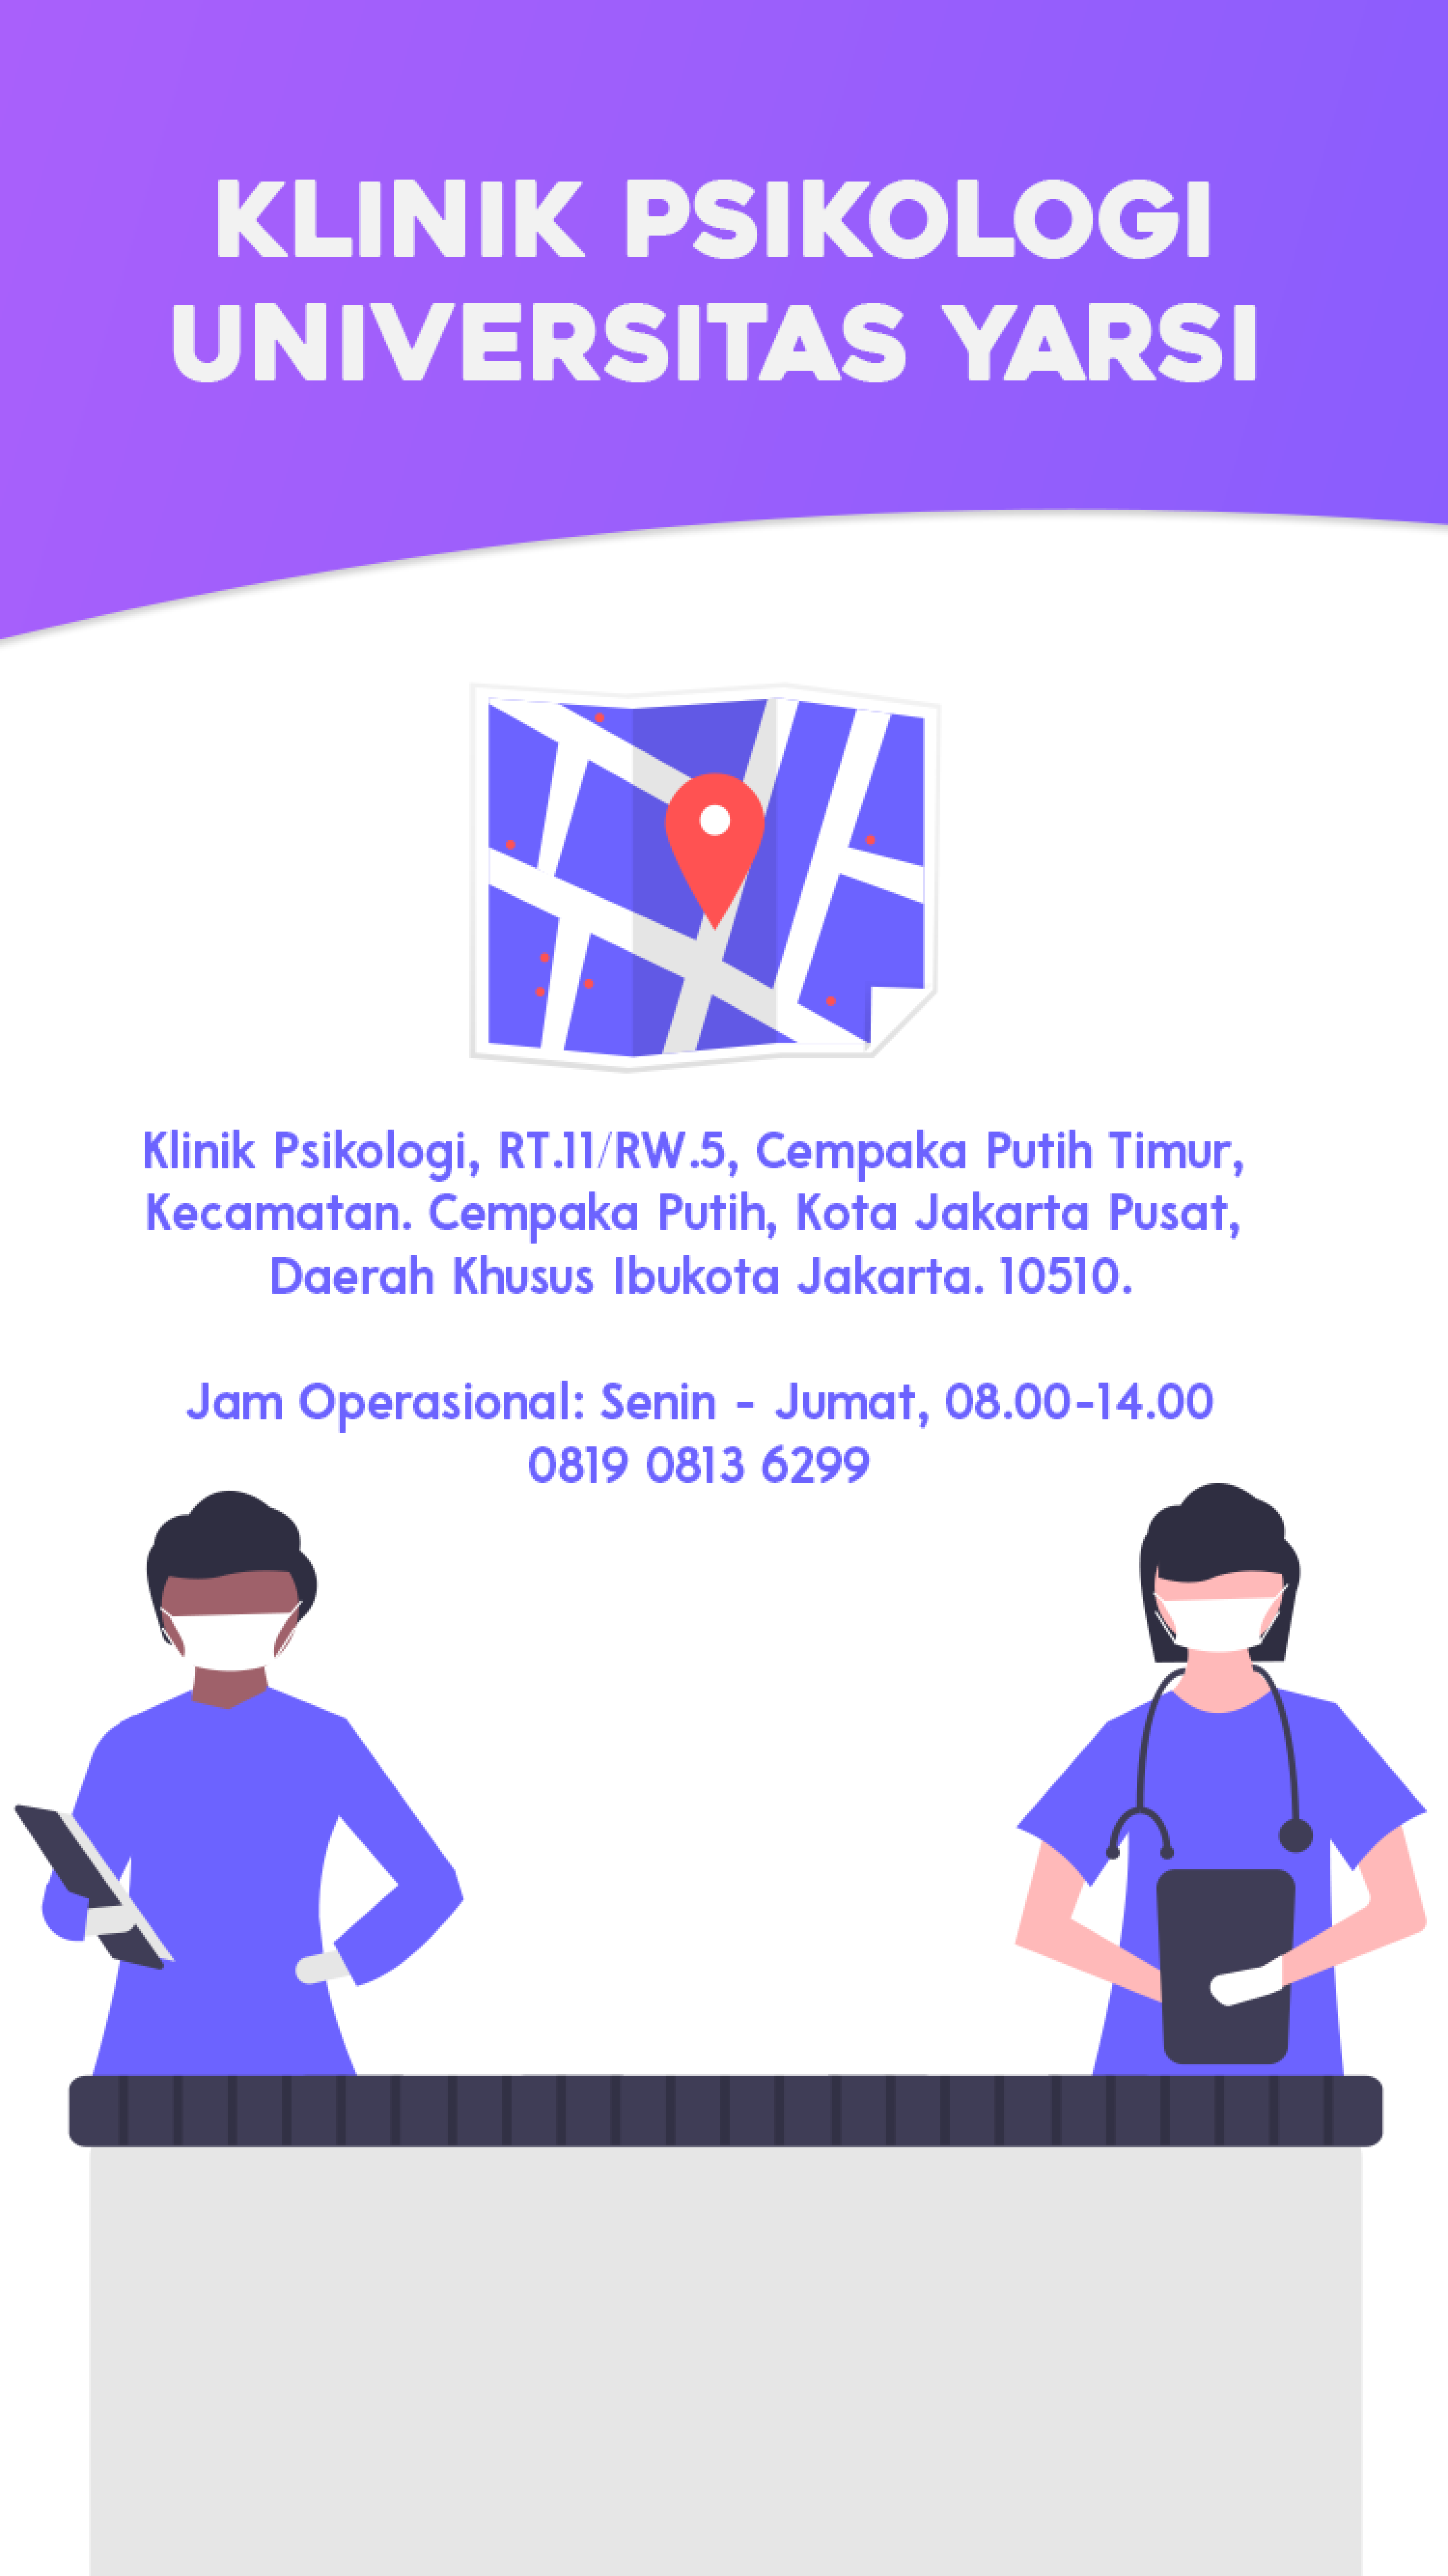 KLINIK PSIKOLOGI
UNIVERSITAS YARSI
Klinik Psikologi, RT.11/RW.5, Cempaka Putih Timur,
Kecamatan. Cempaka Putih, Kota Jakarta Pusat,
Daerah Khusus Ibukota Jakarta. 10510.
Jam Operasional: Senin - Jumat, 08.00-14.00
0819 0813 6299